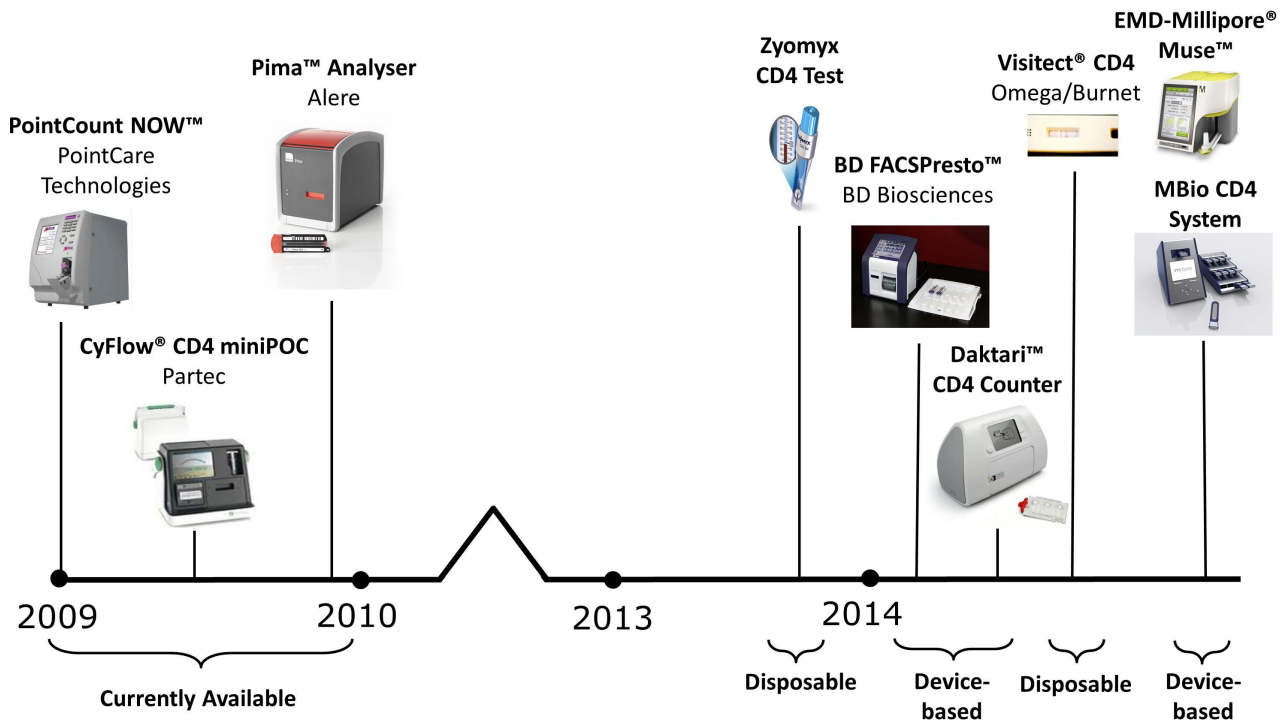 PointCount NOW™
PointCare
Technologies
CyFlow® CD4 miniPOC
Partec
Pima™ Analyser
Alere
Zyomyx
CD4 Test
BD FACSPresto™
BD Biosciences
Daktari™
CD4 Counter
Visitect® CD4
Omega/Burnet
EMD-Millipore®
Muse™
M
MBio CD4
System
2009
2010
2013
2014
Currently Available
Disposable
Device-
based
Disposable
Device-
based